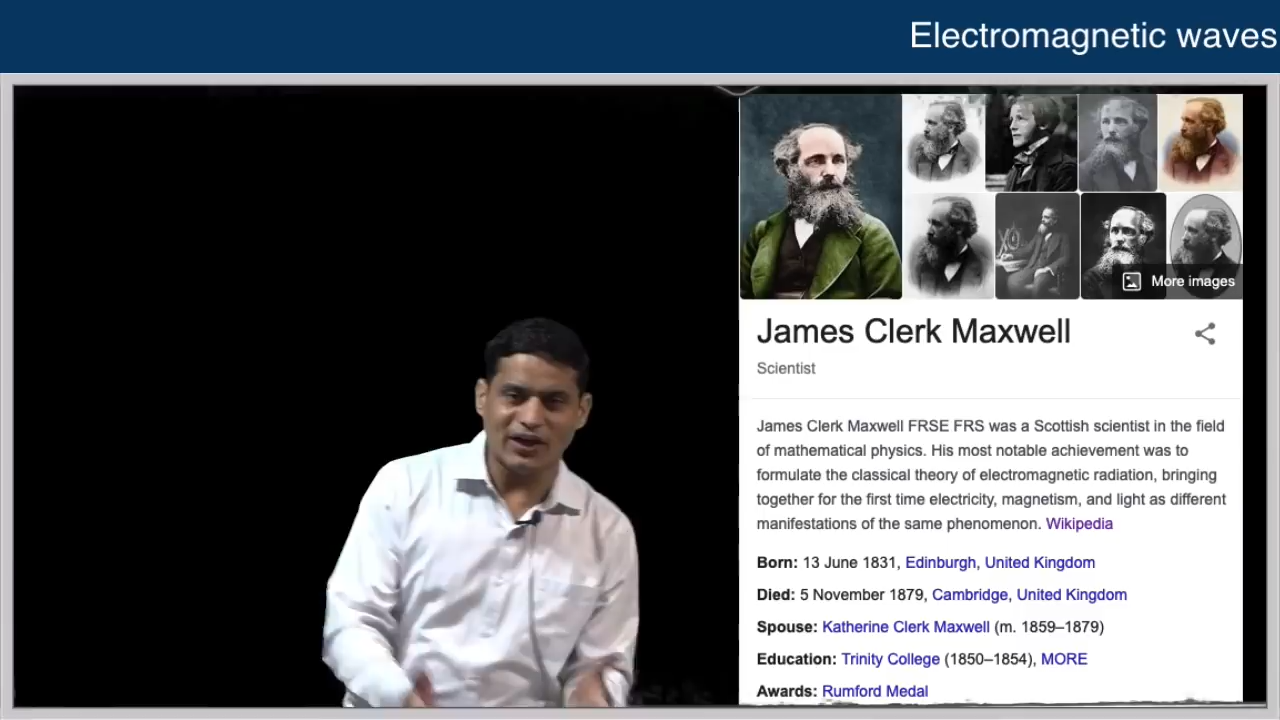 Electromagnetic waves
More images
James Clerk Maxwell
Scientist
James Clerk Maxwell FRSE FRS was a Scottish scientist in the field
of mathematical physics. His most notable achievement was to
formulate the classical theory of electromagnetic radiation, bringing
together for the first time electricity, magnetism, and light as different
manifestations of the same phenomenon. Wikipedia
Born: 13 June 1831, Edinburgh, United Kingdom
Died: 5 November 1879, Cambridge, United Kingdom
Spouse: Katherine Clerk Maxwell (m. 1859–1879)
Education: Trinity College (1850–1854), MORE
Awards: Rumford Medal